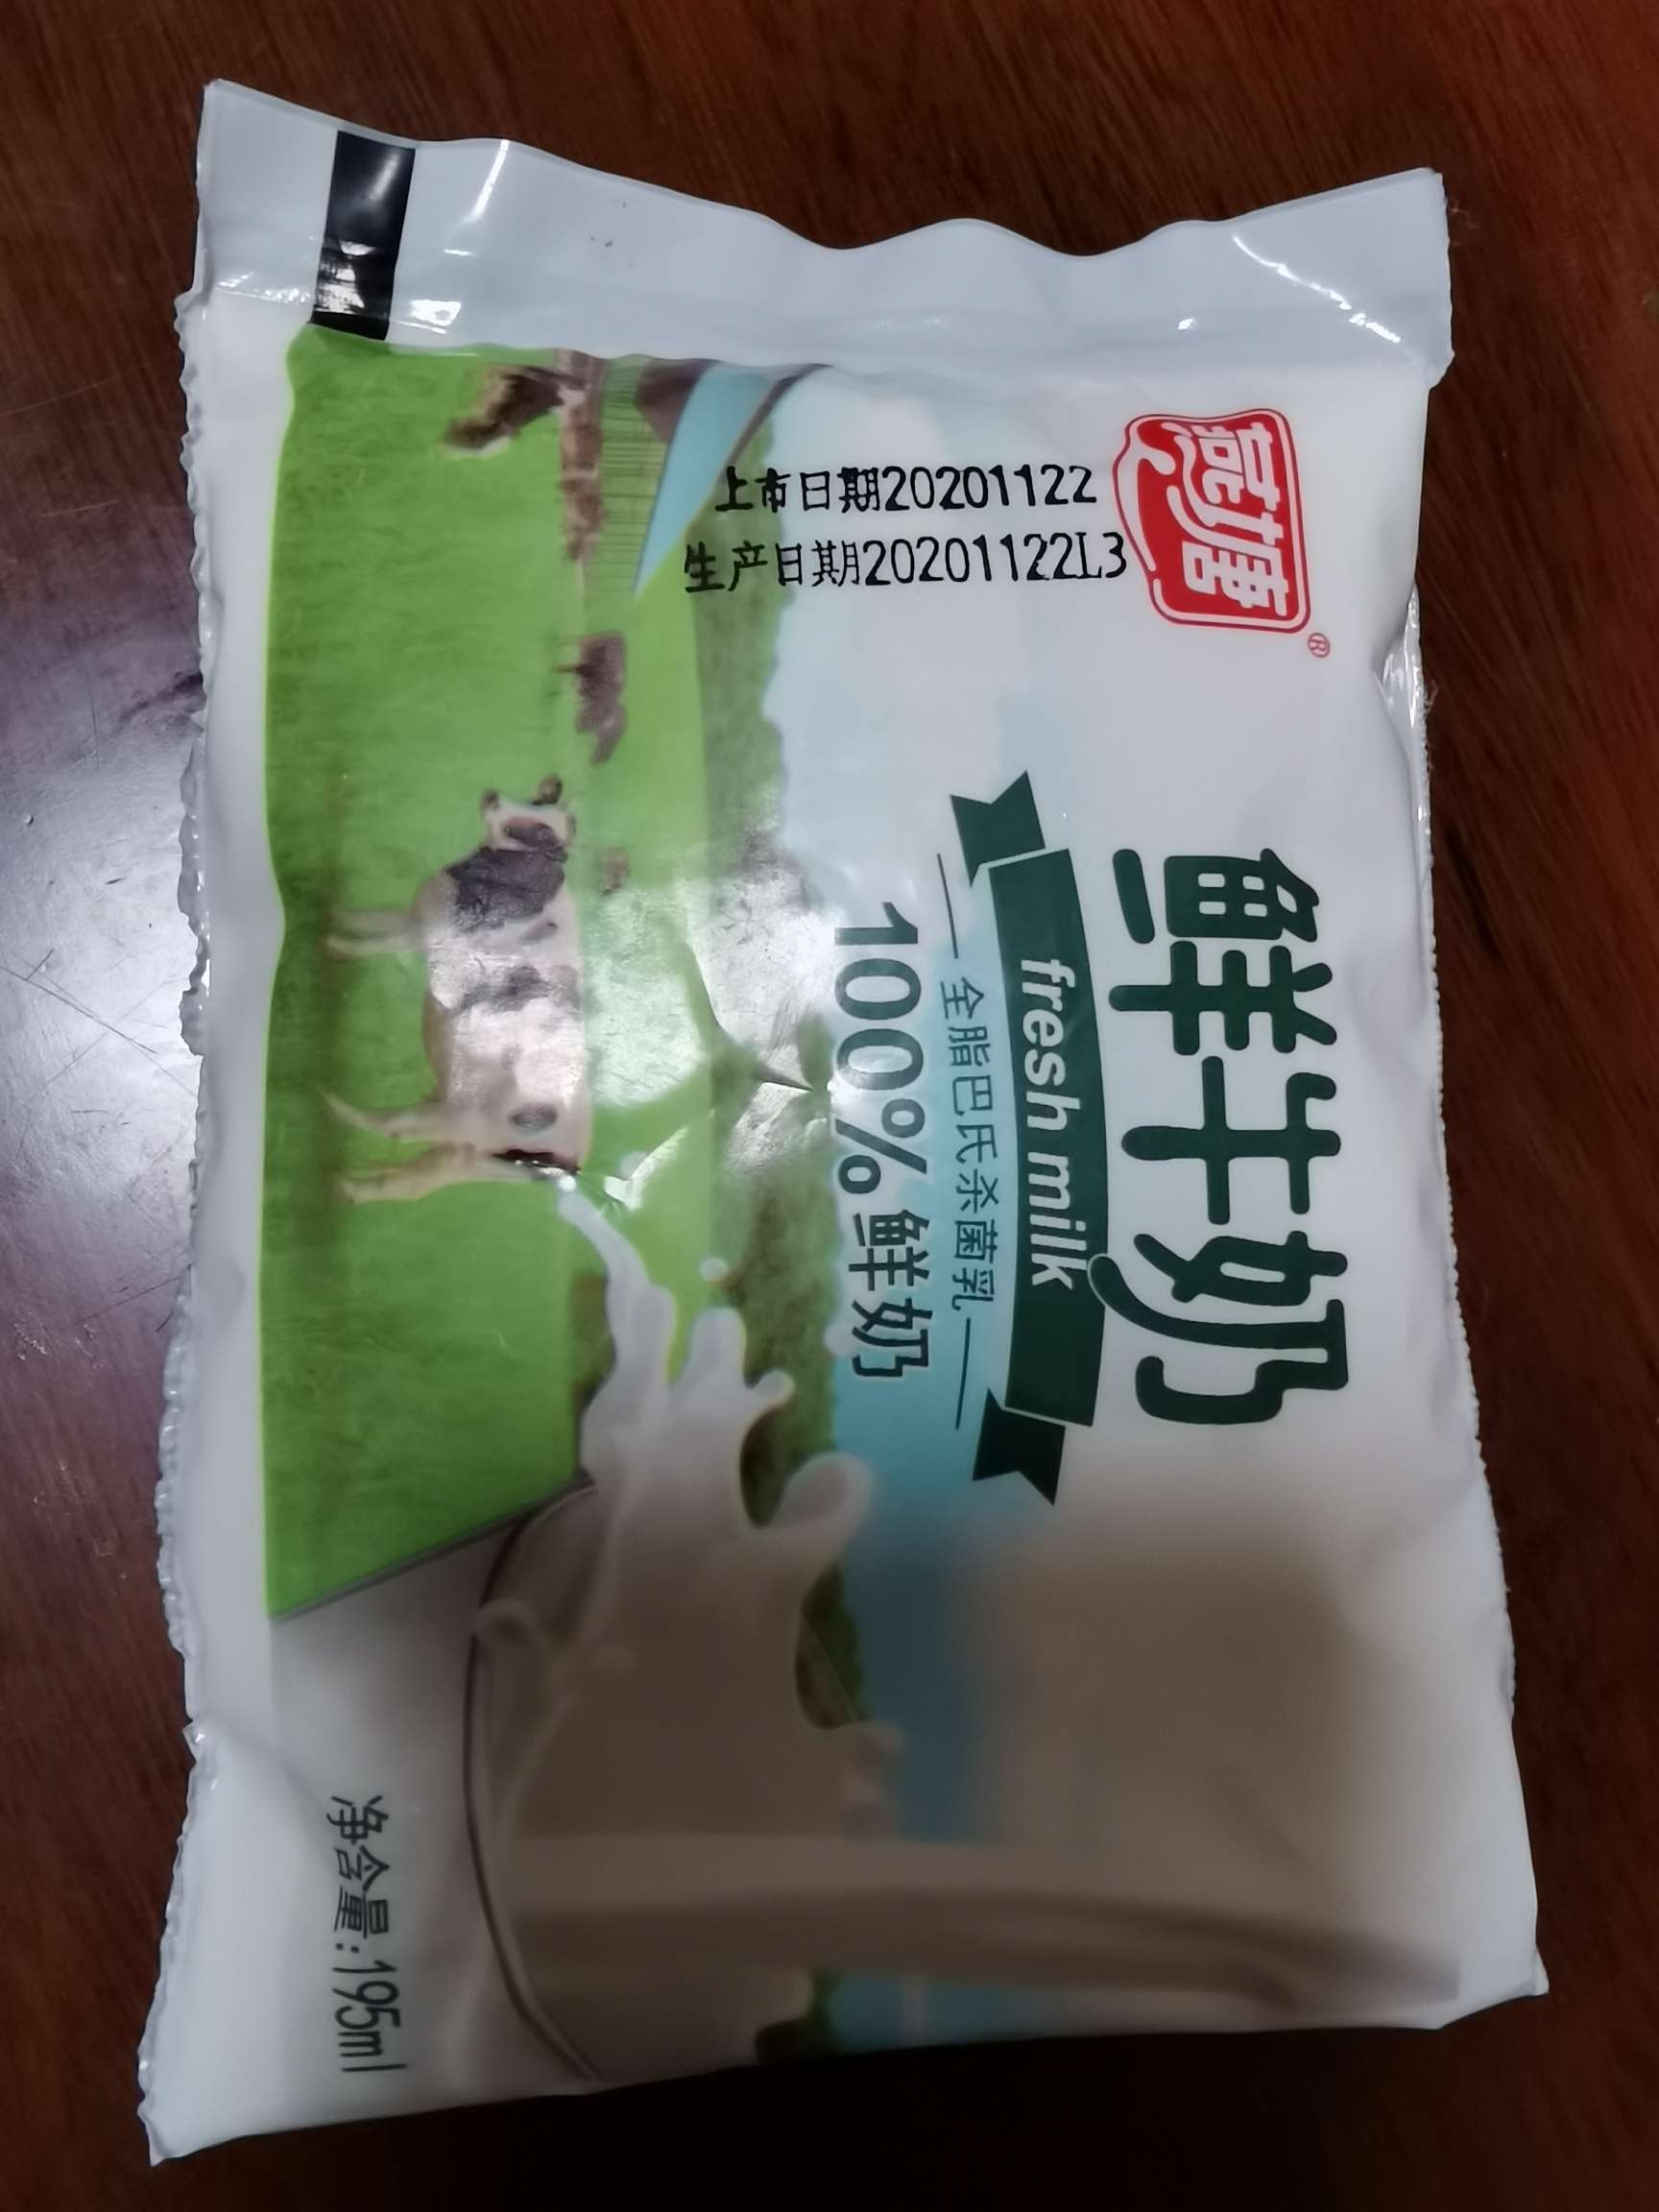 燕塘®
上市日期20201122
生产日期20201122L3
鲜牛奶
fresh milk
全脂巴氏杀菌乳
100%鲜奶
净含量:195ml